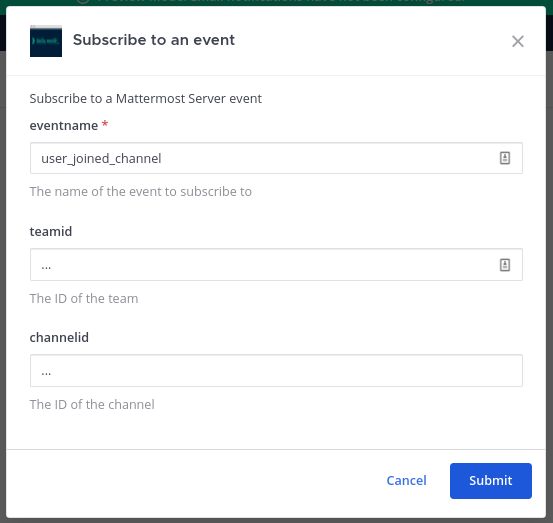 Subscribe to an event
Subscribe to a Mattermost Server event
eventname *
user_joined_channel
The name of the event to subscribe to
teamid
...
The ID of the team
channelid
...
The ID of the channel
Cancel
Submit